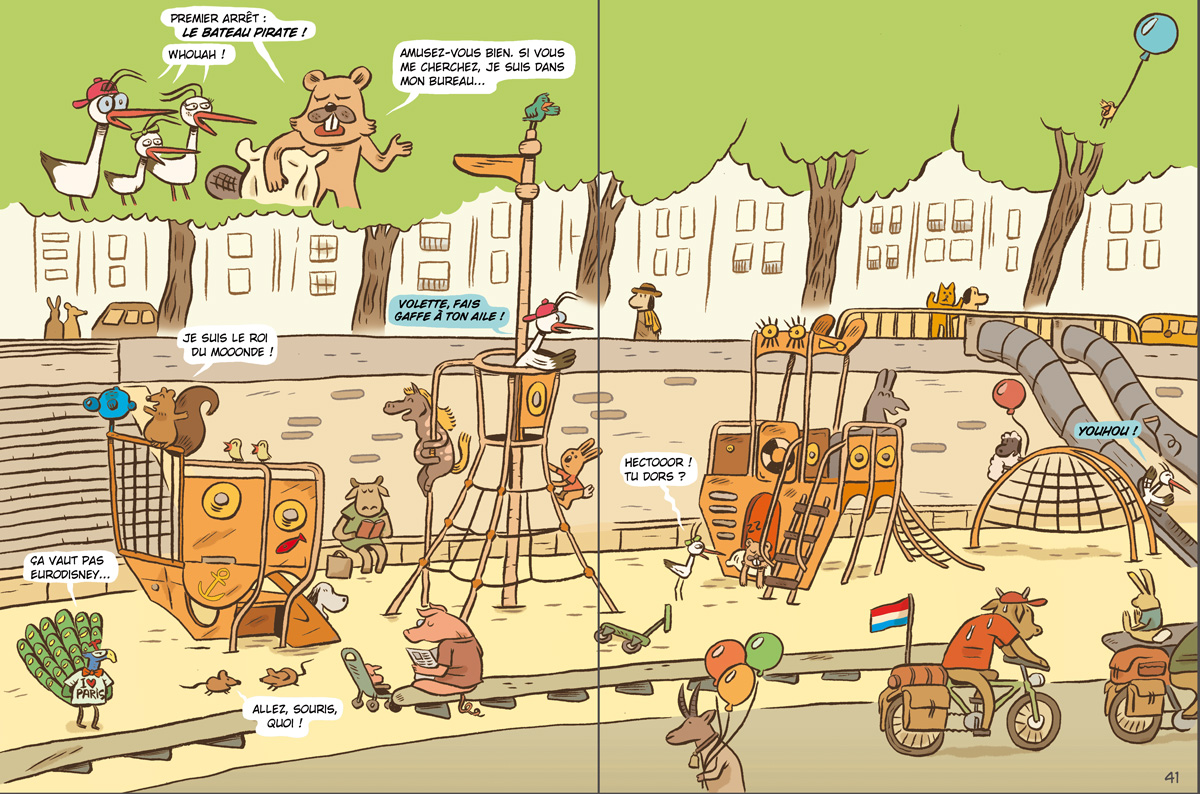 PREMIER ARRÊT :
LE BATEAU PIRATE !
WHOUAH !
AMUSEZ-VOUS BIEN. SI VOUS
ME CHERCHEZ, JE SUIS DANS
MON BUREAU...
VOLETTE, FAIS
GAFFE À TON AILE !
JE SUIS LE ROI
DU MOOONDE !
YOUHOU !
HECTOOOR !
TU DORS ?
ZZ
ÇA VAUT PAS
EURODISNEY...
I ♥
PARIS
ALLEZ, SOURIS,
QUOI !
41